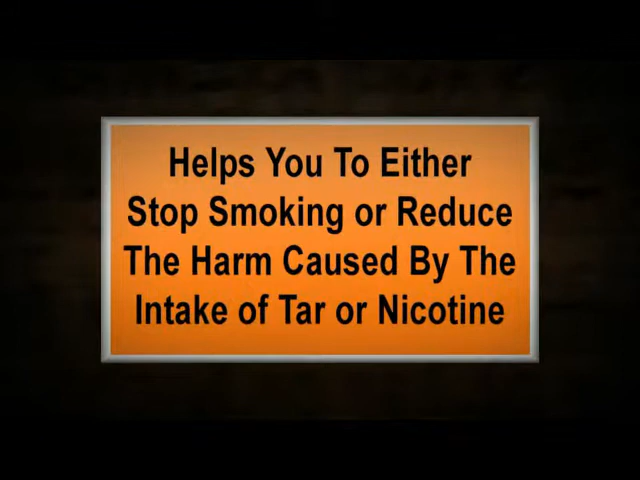 Helps You To Either
Stop Smoking or Reduce
The Harm Caused By The
Intake of Tar or Nicotine